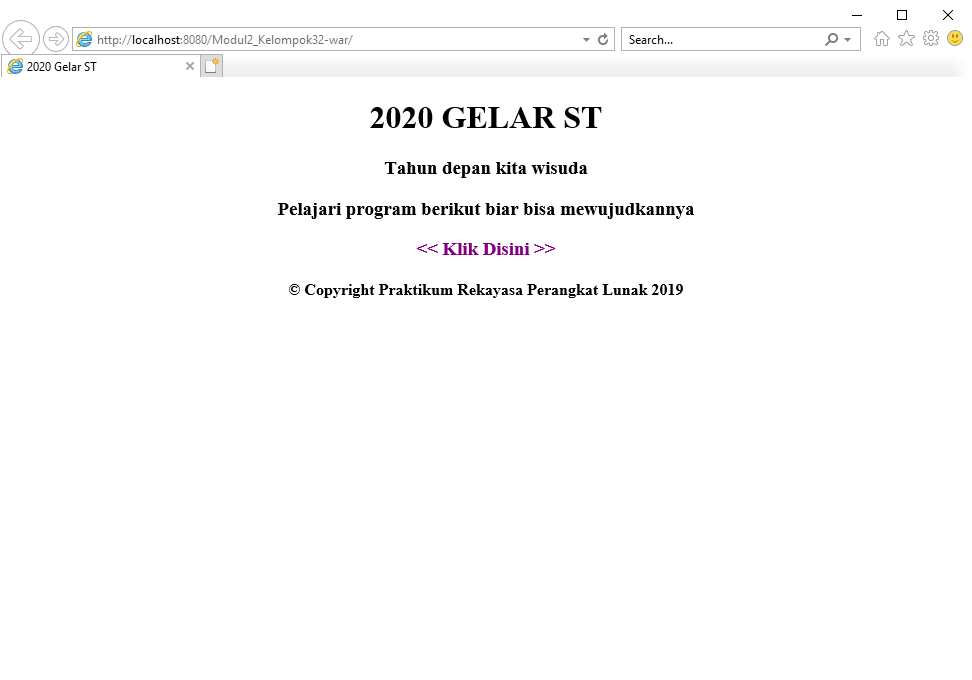 http://localhost:8080/Modul2_Kelompok32-war/
Search...
2020 Gelar ST
2020 GELAR ST
Tahun depan kita wisuda
Pelajari program berikut biar bisa mewujudkannya
<< Klik Disini >>
© Copyright Praktikum Rekayasa Perangkat Lunak 2019